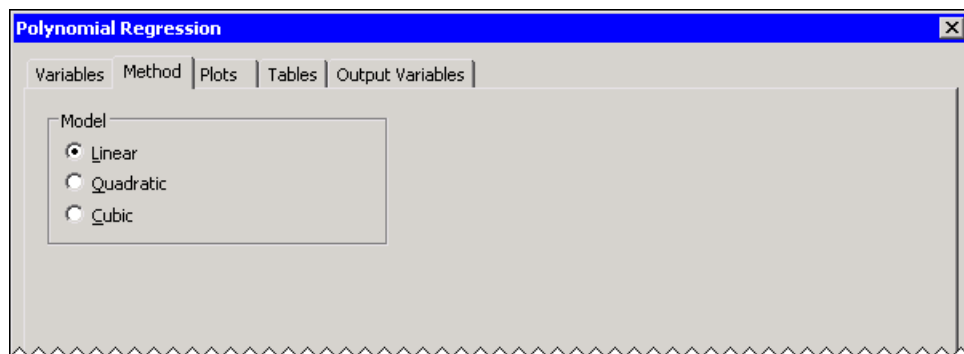 Polynomial Regression
Variables Method Plots Tables Output Variables
Model
Linear
Quadratic
Cubic